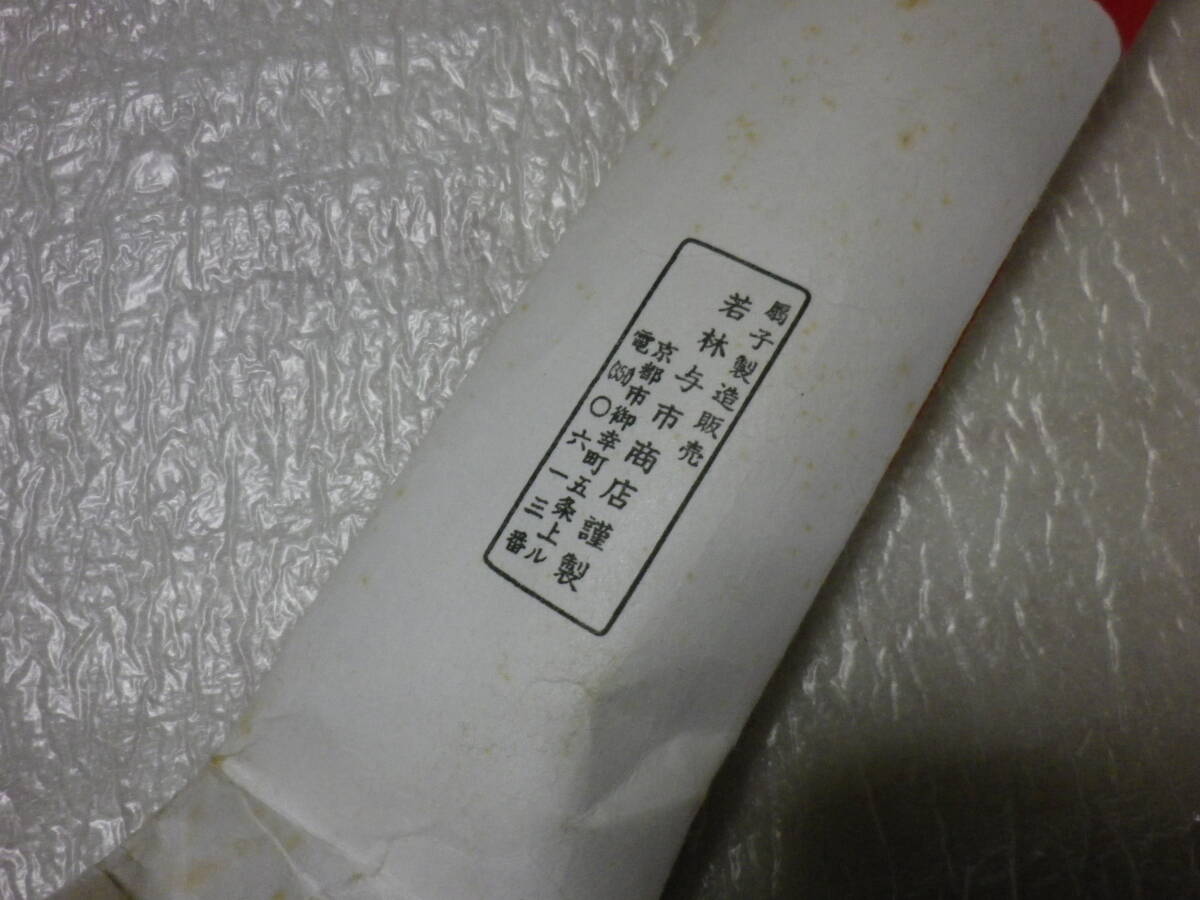 扇子製造販売
若林与市商店謹製
京都市御幸町五条上ル
電(351)〇六一三番